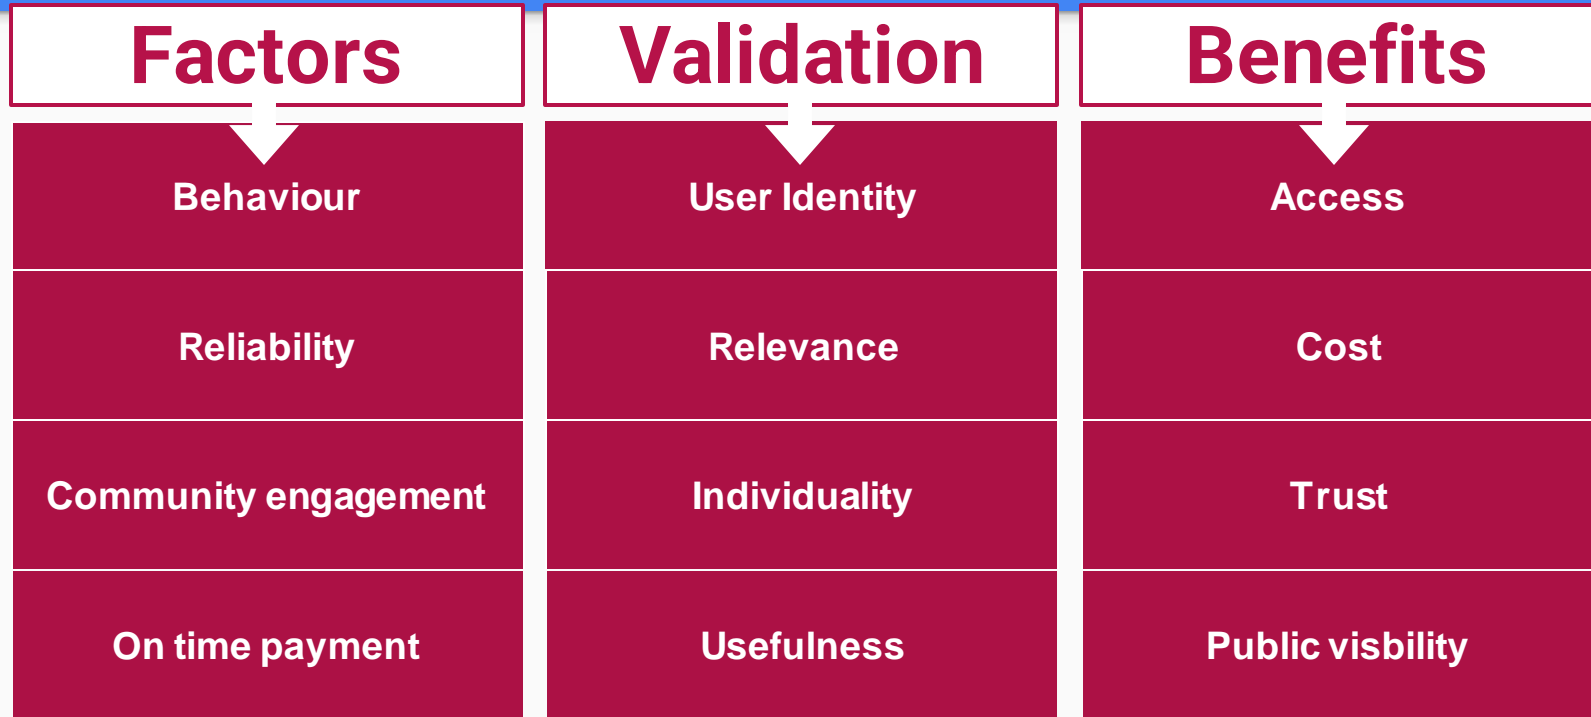 Factors
Validation
Benefits
Behaviour
User Identity
Access
Reliability
Relevance
Cost
Community engagement
Individuality
Trust
On time payment
Usefulness
Public visbility